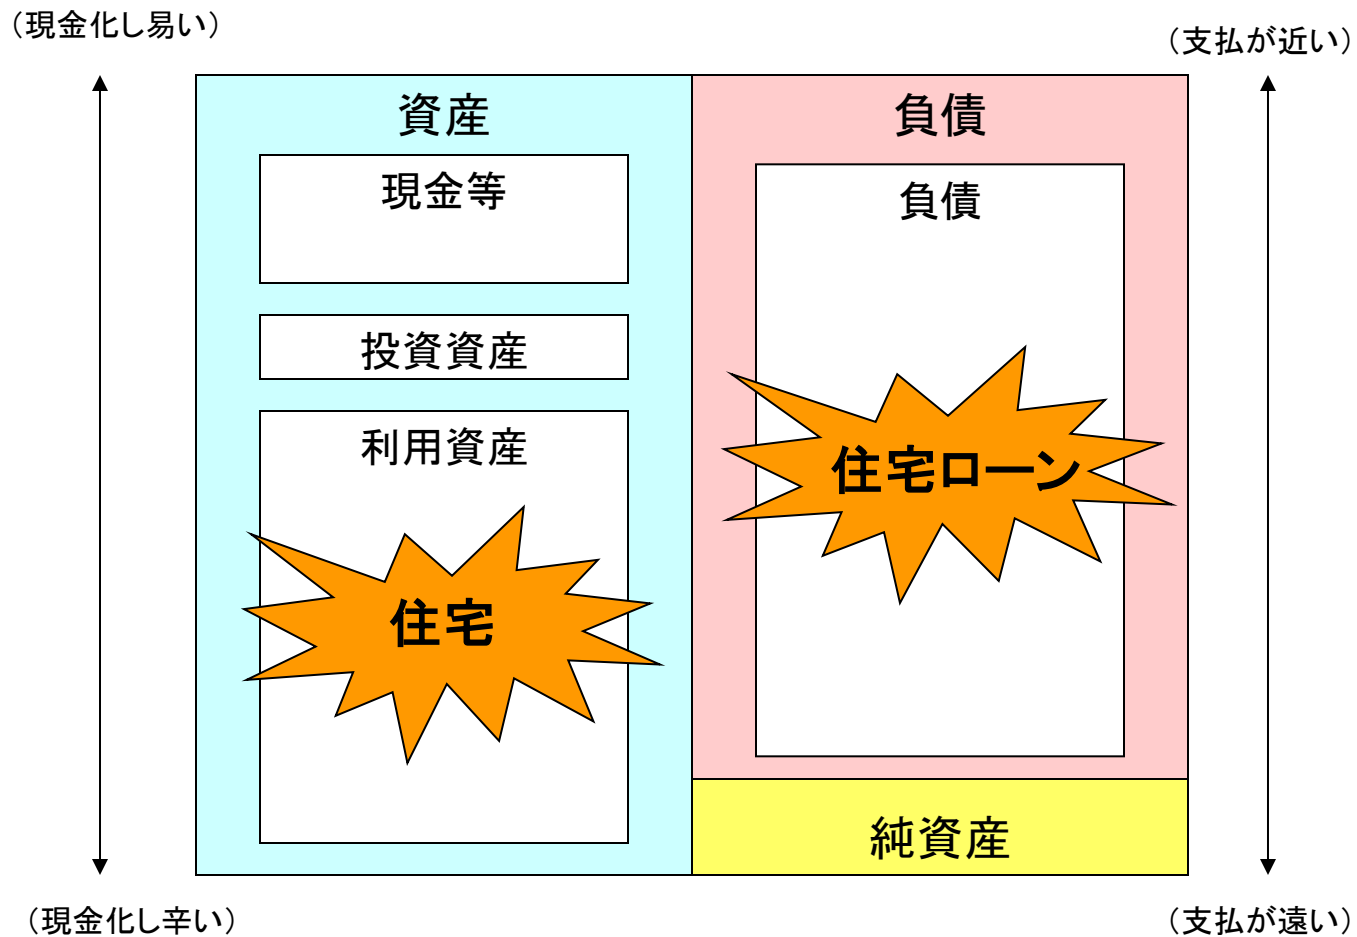 （現金化し易い）
（支払が近い）
資産
負債
現金等
負債
投資資産
利用資産
住宅ローン
住宅
純資産
（現金化し辛い）
（支払が遠い）